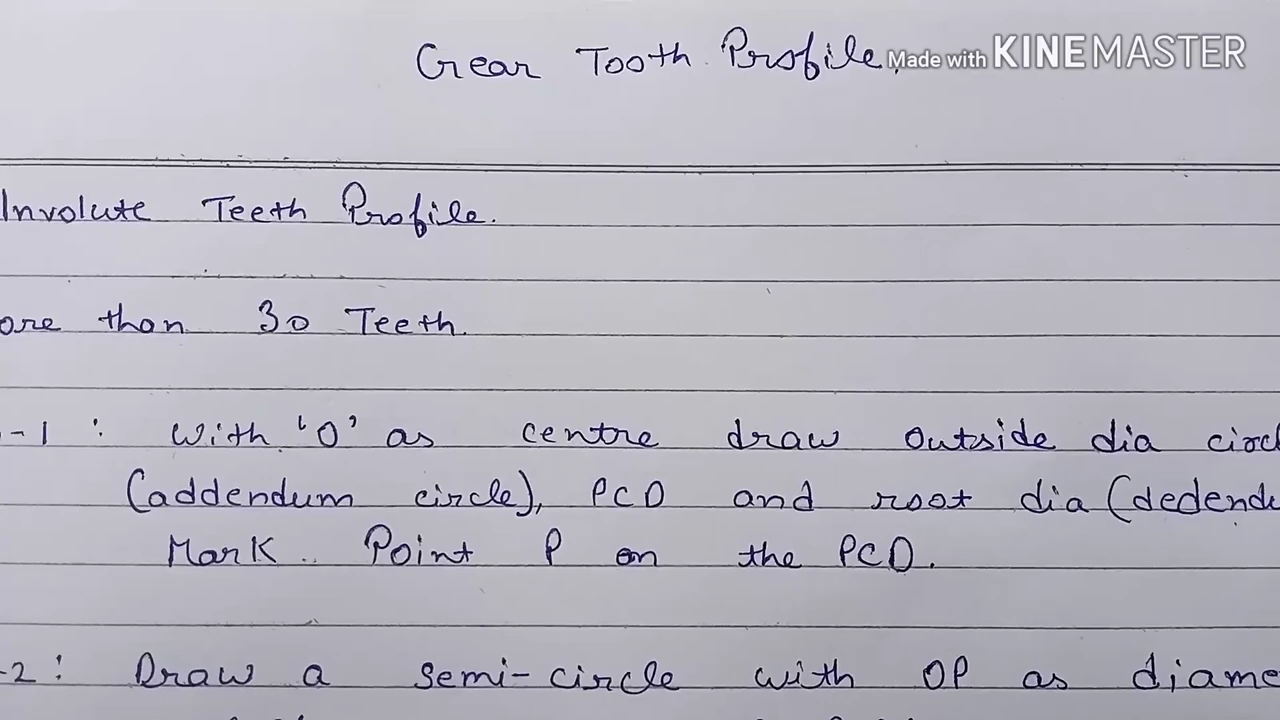 Gear Tooth Profile.
Made with KINEMASTER
Involute Teeth Profile.
ore than 30 Teeth.
-1 : With 'O' as centre draw outside dia circl
(addendum circle), PCD and root dia (dedende
Mark.. Point P on the PCD.
-2 : Draw a semi-circle with OP as diame